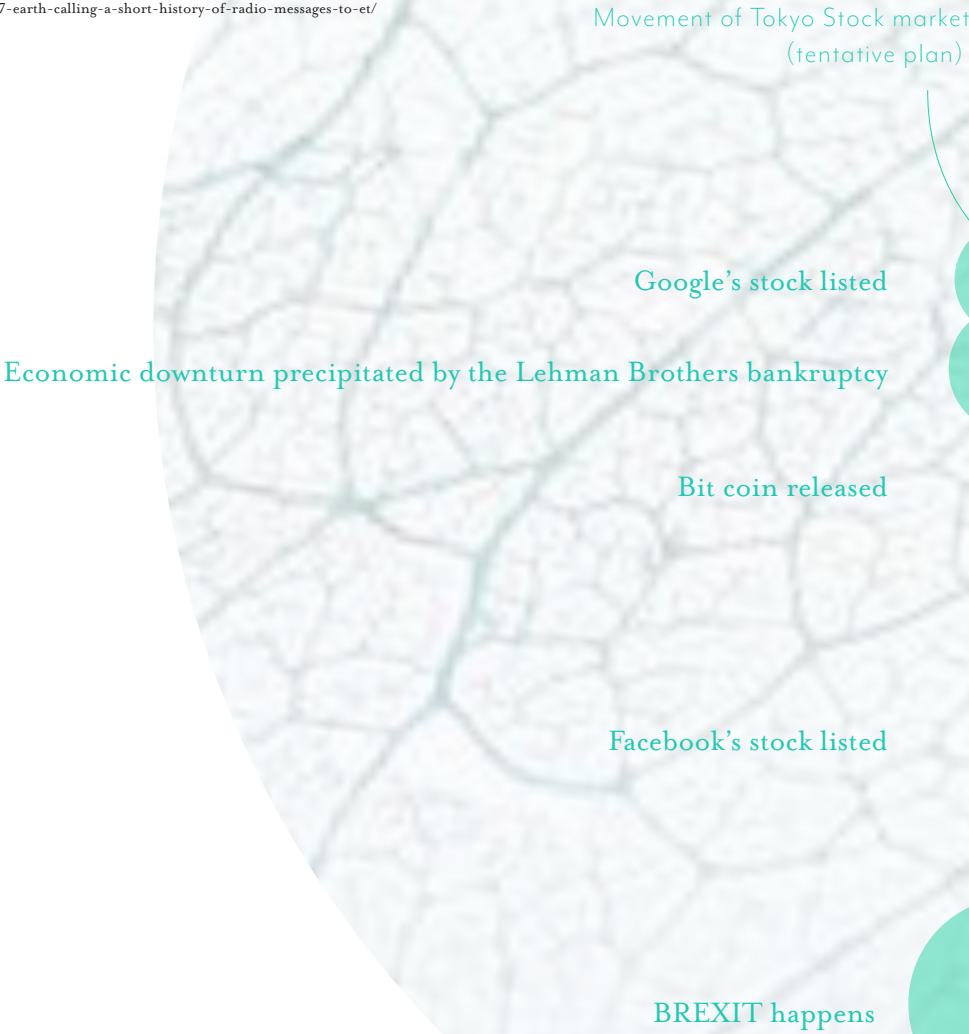 7-earth-calling-a-short-history-of-radio-messages-to-et/
Movement of Tokyo Stock market
(tentative plan)
Google's stock listed
Economic downturn precipitated by the Lehman Brothers bankruptcy
Bit coin released
Facebook's stock listed
BREXIT happens